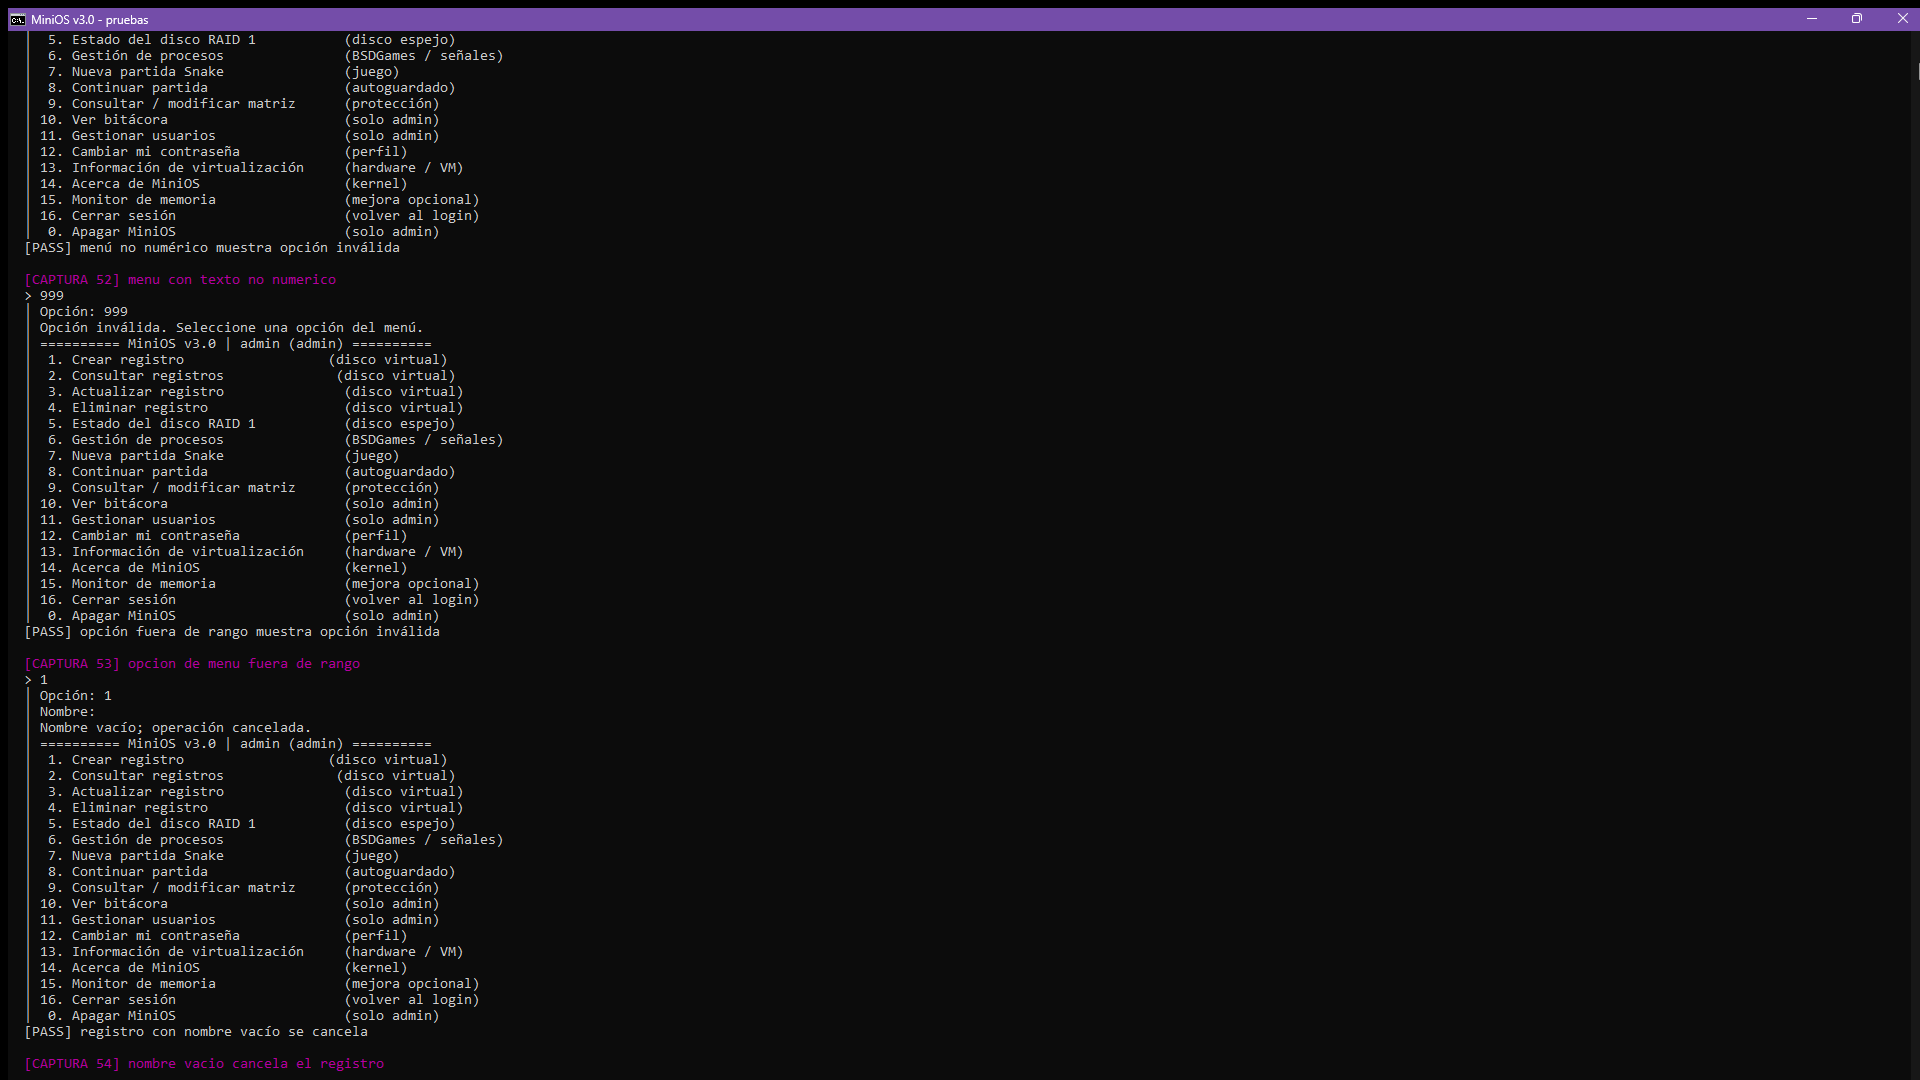 MiniOS v3.0 - pruebas
5. Estado del disco RAID 1 (disco espejo)
6. Gestión de procesos (BSDGames / señales)
7. Nueva partida Snake (juego)
8. Continuar partida (autoguardado)
9. Consultar / modificar matriz (protección)
10. Ver bitácora (solo admin)
11. Gestionar usuarios (solo admin)
12. Cambiar mi contraseña (perfil)
13. Información de virtualización (hardware / VM)
14. Acerca de MiniOS (kernel)
15. Monitor de memoria (mejora opcional)
16. Cerrar sesión (volver al login)
0. Apagar MiniOS (solo admin)
[PASS] menú no numérico muestra opción inválida
[CAPTURA 52] menu con texto no numerico
> 999
Opción: 999
Opción inválida. Seleccione una opción del menú.
========== MiniOS v3.0 | admin (admin) ==========
1. Crear registro (disco virtual)
2. Consultar registros (disco virtual)
3. Actualizar registro (disco virtual)
4. Eliminar registro (disco virtual)
5. Estado del disco RAID 1 (disco espejo)
6. Gestión de procesos (BSDGames / señales)
7. Nueva partida Snake (juego)
8. Continuar partida (autoguardado)
9. Consultar / modificar matriz (protección)
10. Ver bitácora (solo admin)
11. Gestionar usuarios (solo admin)
12. Cambiar mi contraseña (perfil)
13. Información de virtualización (hardware / VM)
14. Acerca de MiniOS (kernel)
15. Monitor de memoria (mejora opcional)
16. Cerrar sesión (volver al login)
0. Apagar MiniOS (solo admin)
[PASS] opción fuera de rango muestra opción inválida
[CAPTURA 53] opcion de menu fuera de rango
> 1
Opción: 1
Nombre:
Nombre vacío; operación cancelada.
========== MiniOS v3.0 | admin (admin) ==========
1. Crear registro (disco virtual)
2. Consultar registros (disco virtual)
3. Actualizar registro (disco virtual)
4. Eliminar registro (disco virtual)
5. Estado del disco RAID 1 (disco espejo)
6. Gestión de procesos (BSDGames / señales)
7. Nueva partida Snake (juego)
8. Continuar partida (autoguardado)
9. Consultar / modificar matriz (protección)
10. Ver bitácora (solo admin)
11. Gestionar usuarios (solo admin)
12. Cambiar mi contraseña (perfil)
13. Información de virtualización (hardware / VM)
14. Acerca de MiniOS (kernel)
15. Monitor de memoria (mejora opcional)
16. Cerrar sesión (volver al login)
0. Apagar MiniOS (solo admin)
[PASS] registro con nombre vacío se cancela
[CAPTURA 54] nombre vacio cancela el registro